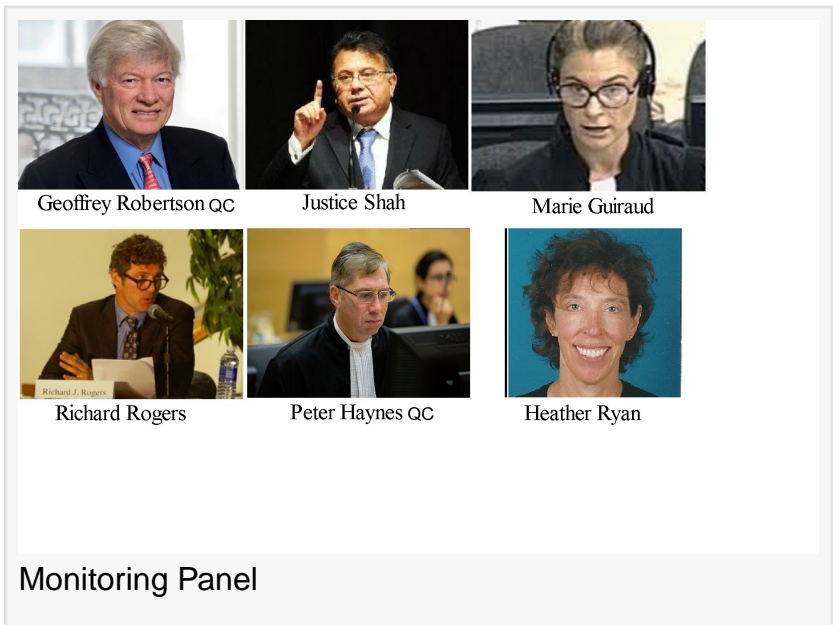 Geoffrey Robertson QC
Justice Shah
Marie Guiraud
Richard J. Rogers
Richard Rogers
Peter Haynes QC
Heather Ryan
Monitoring Panel